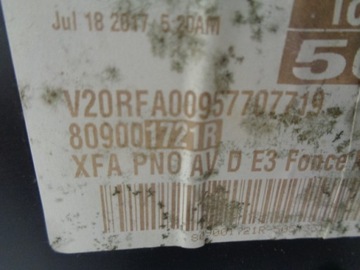 Jul 18 2017 5:20AM
V20RFA00957707719
809001721R
XFA PNO AV D E3 Fonce